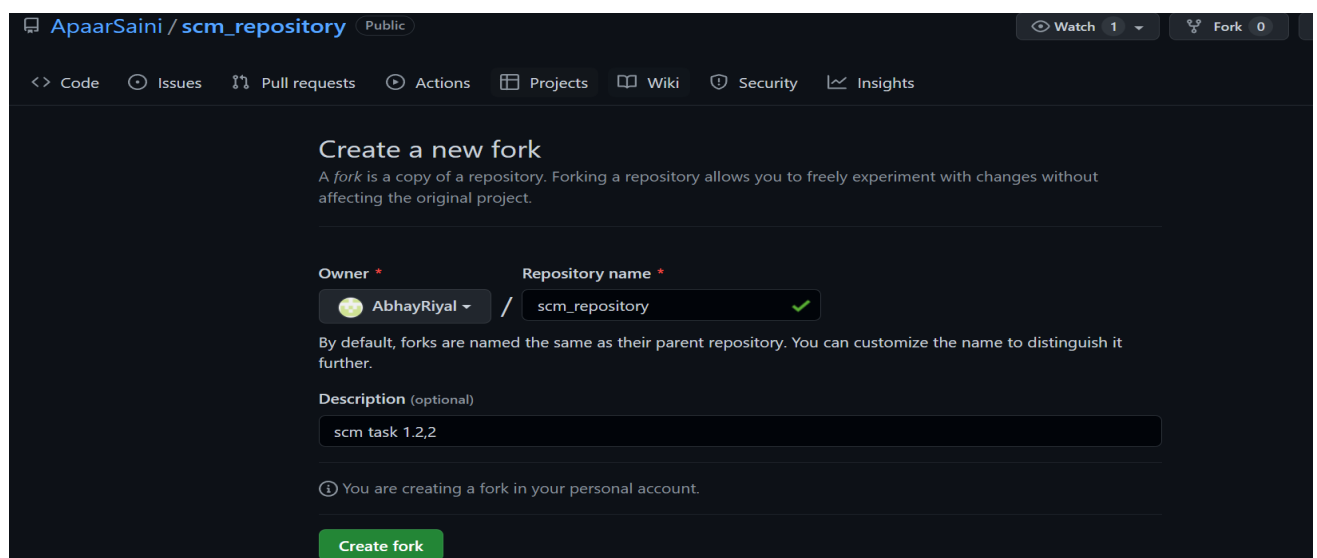 ApaarSaini / scm_repository Public Watch 1 Fork 0
<> Code Issues Pull requests Actions Projects Wiki Security Insights
Create a new fork
A fork is a copy of a repository. Forking a repository allows you to freely experiment with changes without
affecting the original project.
Owner * Repository name *
AbhayRiyal / scm_repository
By default, forks are named the same as their parent repository. You can customize the name to distinguish it
further.
Description (optional)
scm task 1.2,2
You are creating a fork in your personal account.
Create fork